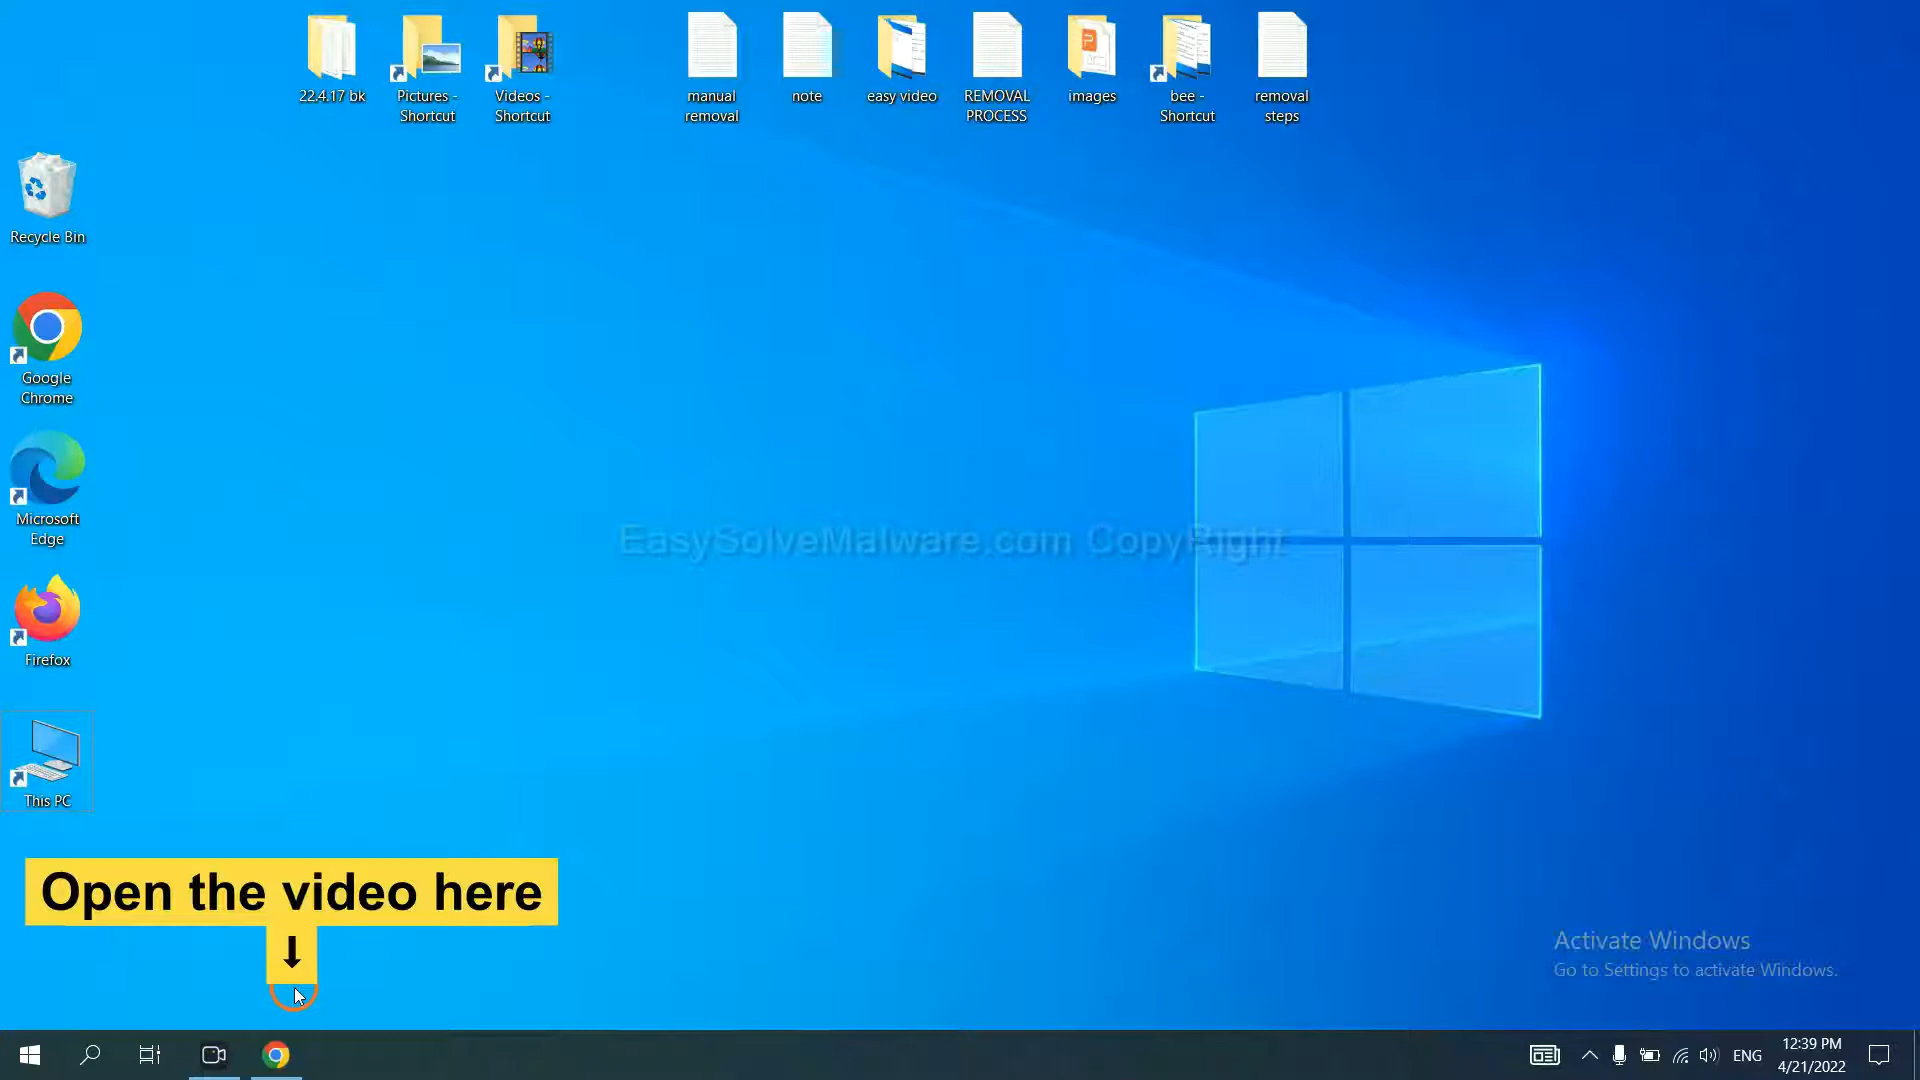 22.4.17 bk
Pictures -
Shortcut
Videos -
Shortcut
manual
removal
note
easy video
REMOVAL
PROCESS
images
bee -
Shortcut
removal
steps
Recycle Bin
Google
Chrome
Microsoft
Edge
Firefox
This PC
EasySolveMalware.com CopyRight
Open the video here
Activate Windows
Go to Settings to activate Windows.
ENG
12:39 PM
4/21/2022